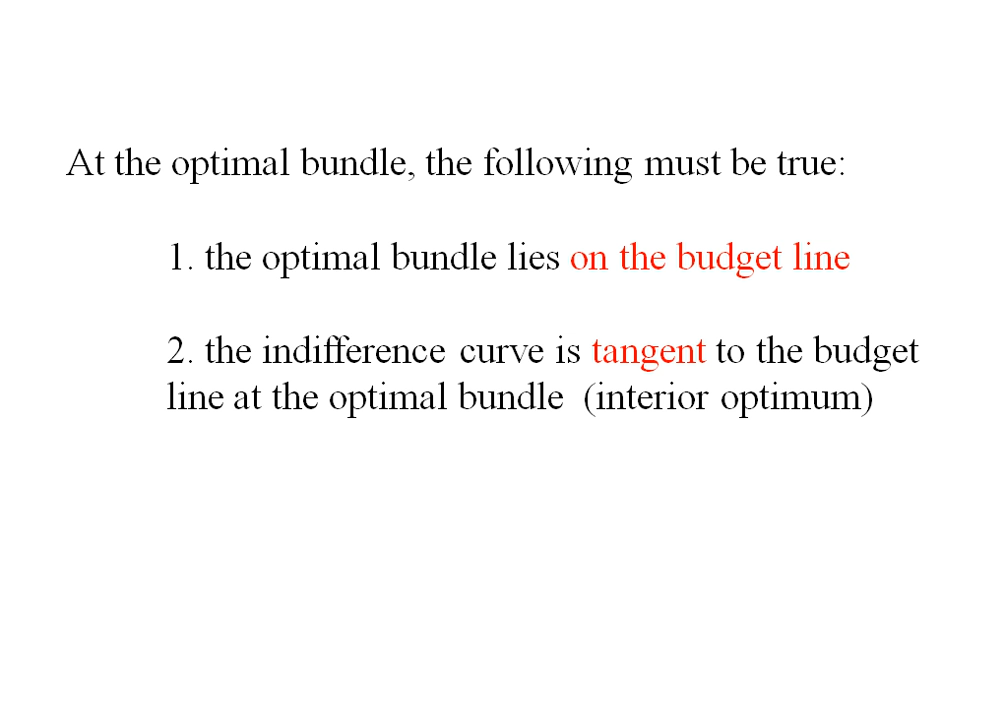 At the optimal bundle, the following must be true:
1. the optimal bundle lies on the budget line
2. the indifference curve is tangent to the budget
line at the optimal bundle (interior optimum)